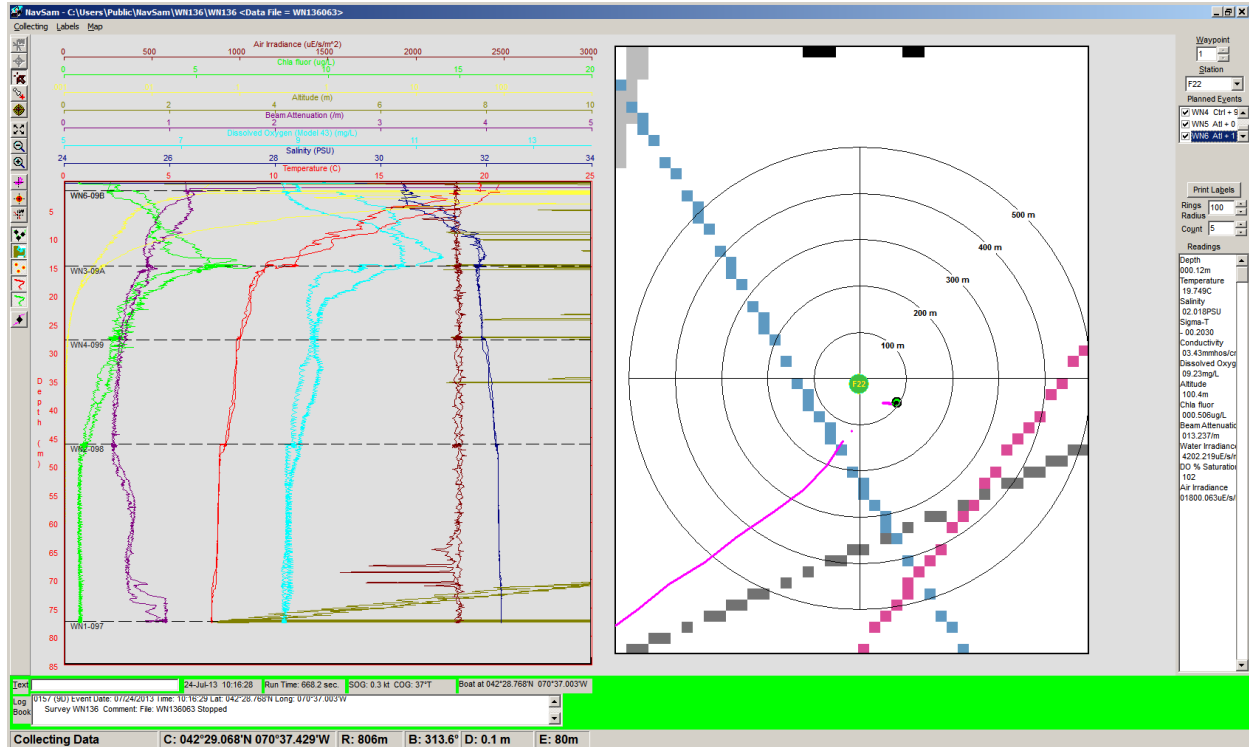 NavSam - C:\Users\Public\NavSam\WN136\WN136 <Data File = WN136063>
Collecting Labels Map
Air Irradiance (uE/s/m^2)
0 500 1000 1500 2000 2500 3000
Chla fluor (ug/L)
0 5 10 15 20
Altitude (m)
0 2 4 6 8 10
Beam Attenuation (/m)
0 1 2 3 4 5
Dissolved Oxygen (Model 43) (mg/L)
5 7 9 11 13
Salinity (PSU)
24 26 28 30 32 34
Temperature (C)
0 5 10 15 20 25
WN6-09B
5
10
WN3-09A
15
20
25
WN4-099
30
35
40
45
WN2-098
50
55
60
65
70
75
WN1-097
80
85
Depth (m)
500 m
400 m
300 m
200 m
100 m
F22
Waypoint
1
Station
F22
Planned Events
WN4 Ctrl + 9
WN5 Atl + 0
WN6 Atl + 1
Print Labels
Rings 100
Radius
Count 5
Readings
Depth
000.12m
Temperature
19.749C
Salinity
02.018PSU
Sigma-T
-00.2030
Conductivity
03.43mmhos/cr
Dissolved Oxyg
09.23mg/L
Altitude
100.4m
Chla fluor
000.506ug/L
Beam Attenuatic
013.237/m
Water Irradiance
4202.219uE/s/r
DO % Saturation
102
Air Irradiance
01800.063uE/s/
Text 24-Jul-13 10:16:28 Run Time: 668.2 sec. SOG: 0.3 kt COG: 37°T Boat at 042°28.768'N 070°37.003'W
Log Book
0157 (9D) Event Date: 07/24/2013 Time: 10:16:29 Lat: 042°28.768'N Long: 070°37.003'W
Survey WN136 Comment: File: WN136063 Stopped
Collecting Data C: 042°29.068'N 070°37.429'W R: 806m B: 313.6° D: 0.1 m E: 80m